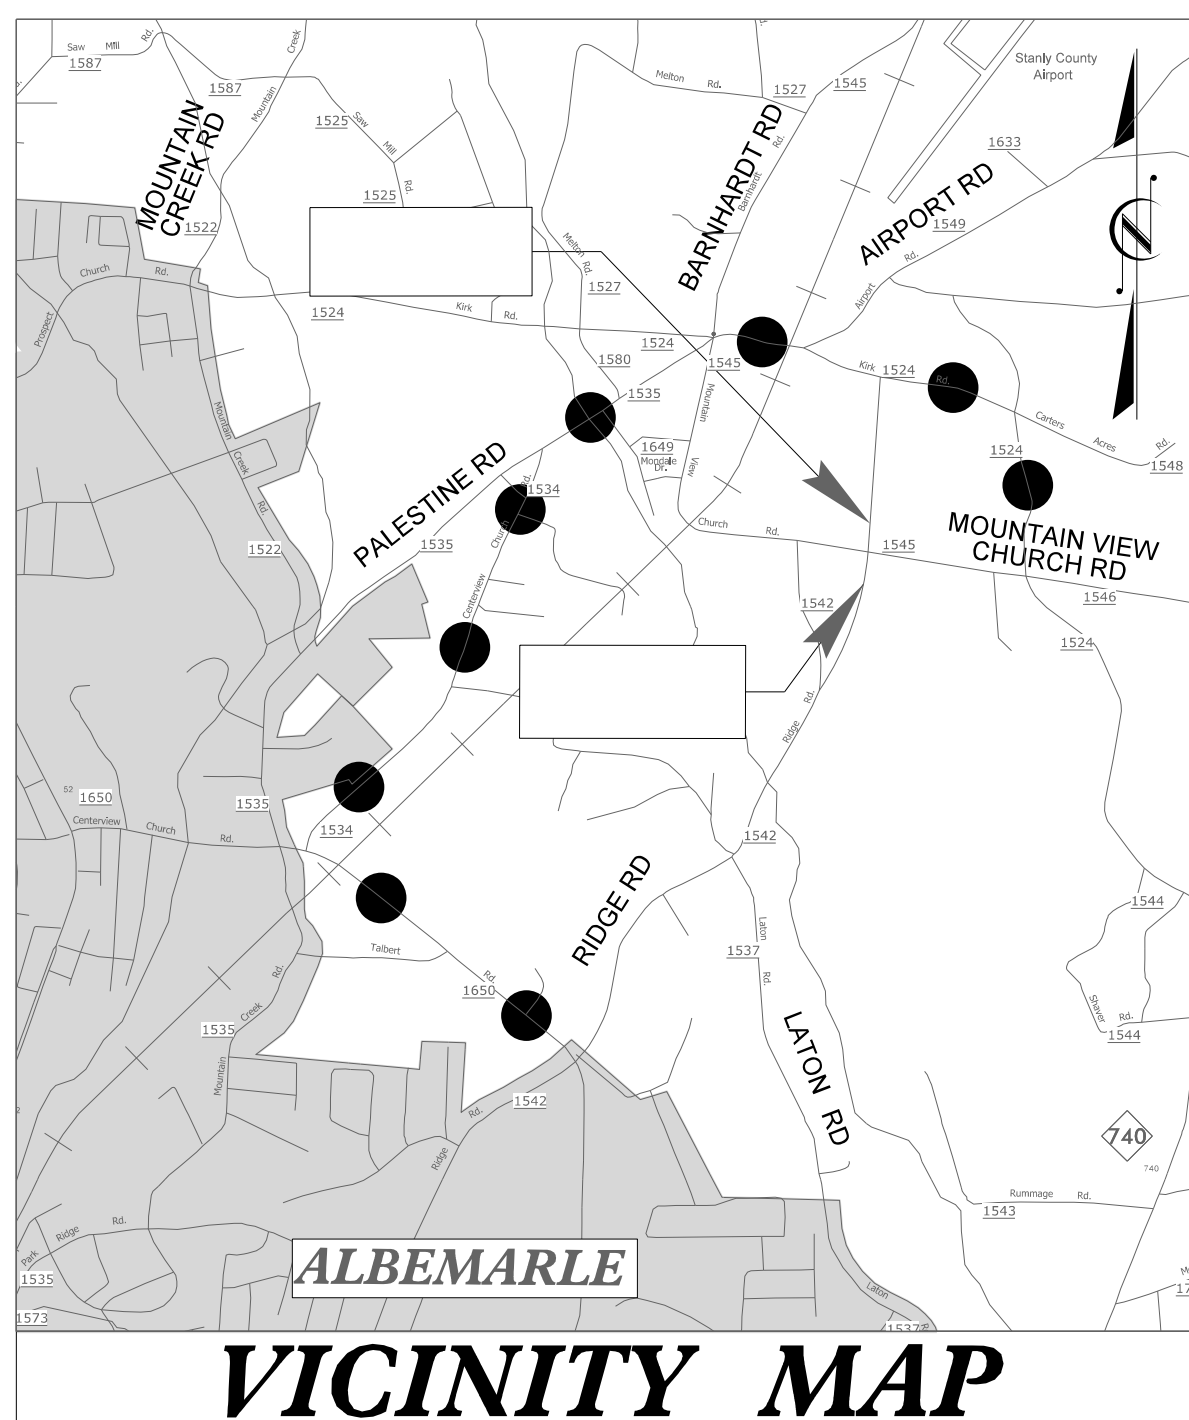 Saw Mill Rd.
1587
1587
Mountain Creek
1525
Saw Mill Rd.
1525
MOUNTAIN
CREEK RD
1522
Church Rd.
Prospect
1524
Kirk Rd.
Melton Rd.
1527
1545
Stanly County
Airport
BARNHARDT RD
Barnhardt Rd.
1633
AIRPORT RD
1549
Airport Rd.
Melton Rd.
1527
1524
1580
1545
1535
Kirk 1524 Rd.
Carters Acres Rd.
1548
Mountain View
1649
Mondale
Dr.
1524
Mountain Creek Rd.
PALESTINE RD
1534
1535
Centerview Church Rd.
1522
Church Rd.
1545
MOUNTAIN VIEW
CHURCH RD
1546
1542
1524
Ridge Rd.
52
1650
Centerview Church Rd.
1535
1534
1542
RIDGE RD
1544
Talbert Rd.
1650
1537
Laton Rd.
Shaver Rd.
1544
1535
Mountain Creek Rd.
LATON RD
1542
Ridge Rd.
740
740
Rummage Rd.
1543
Park Ridge Rd.
1535
1573
ALBEMARLE
Laton R
1537
M
17
VICINITY MAP